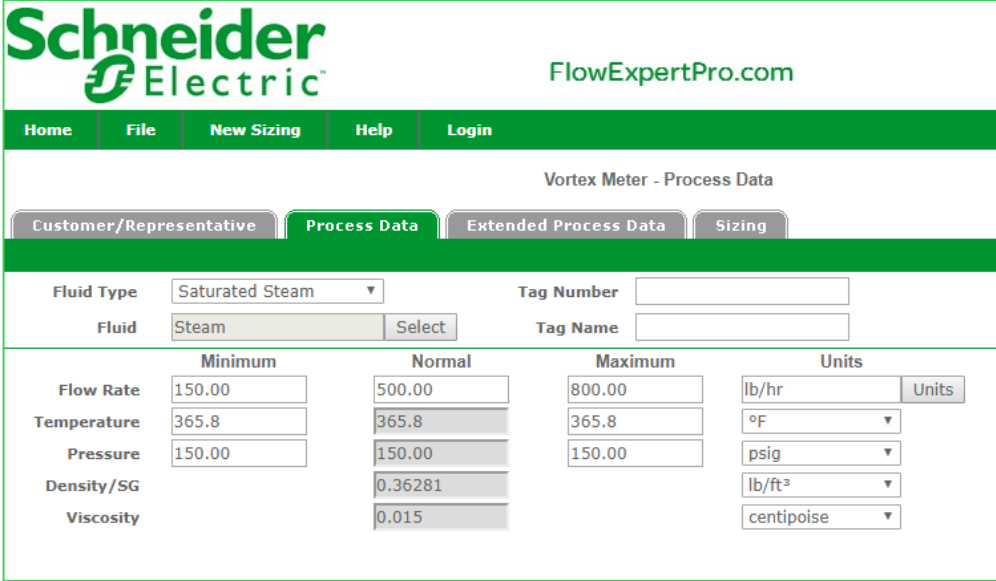 Schneider
Electric™
FlowExpertPro.com
Home File New Sizing Help Login
Vortex Meter - Process Data
Customer/Representative Process Data Extended Process Data Sizing
Fluid Type Saturated Steam Tag Number
Fluid Steam Select Tag Name
Minimum Normal Maximum Units
Flow Rate 150.00 500.00 800.00 lb/hr Units
Temperature 365.8 365.8 365.8 °F
Pressure 150.00 150.00 150.00 psig
Density/SG 0.36281 lb/ft³
Viscosity 0.015 centipoise